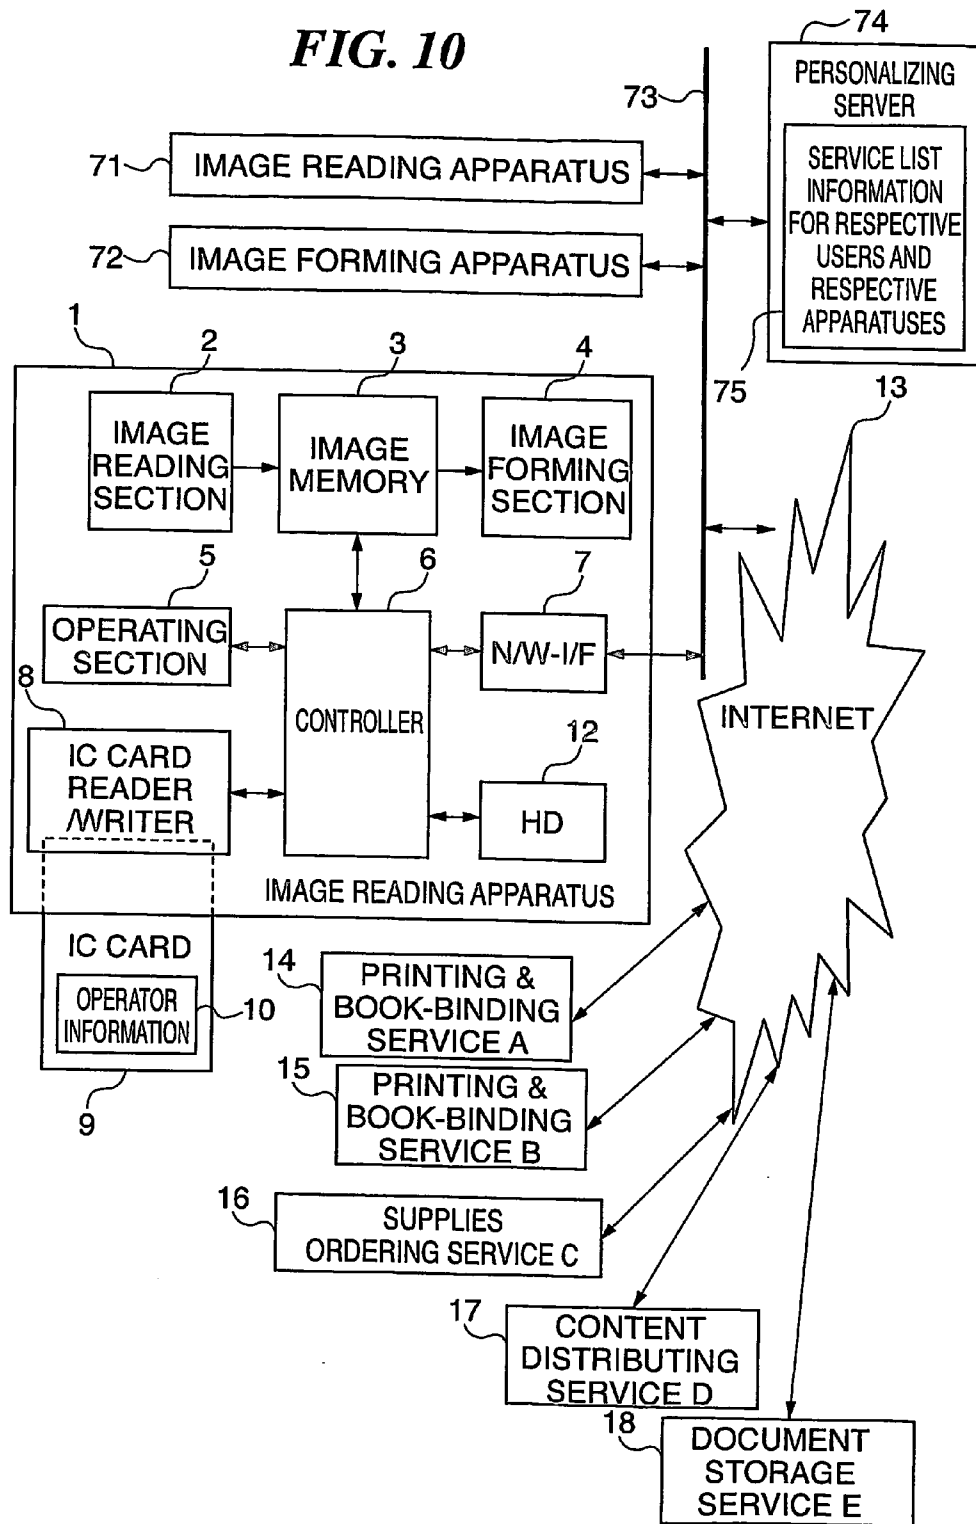 FIG. 10
74
PERSONALIZING
SERVER
73
71
IMAGE READING APPARATUS
SERVICE LIST
INFORMATION
FOR RESPECTIVE
USERS AND
RESPECTIVE
APPARATUSES
72
IMAGE FORMING APPARATUS
75
1
2
3
4
13
IMAGE
READING
SECTION
IMAGE
MEMORY
IMAGE
FORMING
SECTION
5
6
7
OPERATING
SECTION
CONTROLLER
N/W-I/F
INTERNET
8
12
IC CARD
READER
/WRITER
HD
IMAGE READING APPARATUS
IC CARD
OPERATOR
INFORMATION
10
9
14
PRINTING &
BOOK-BINDING
SERVICE A
15
PRINTING &
BOOK-BINDING
SERVICE B
16
SUPPLIES
ORDERING SERVICE C
17
CONTENT
DISTRIBUTING
SERVICE D
18
DOCUMENT
STORAGE
SERVICE E